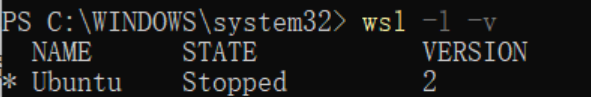 PS C:\WINDOWS\system32> wsl -l -v
NAME STATE VERSION
* Ubuntu Stopped 2